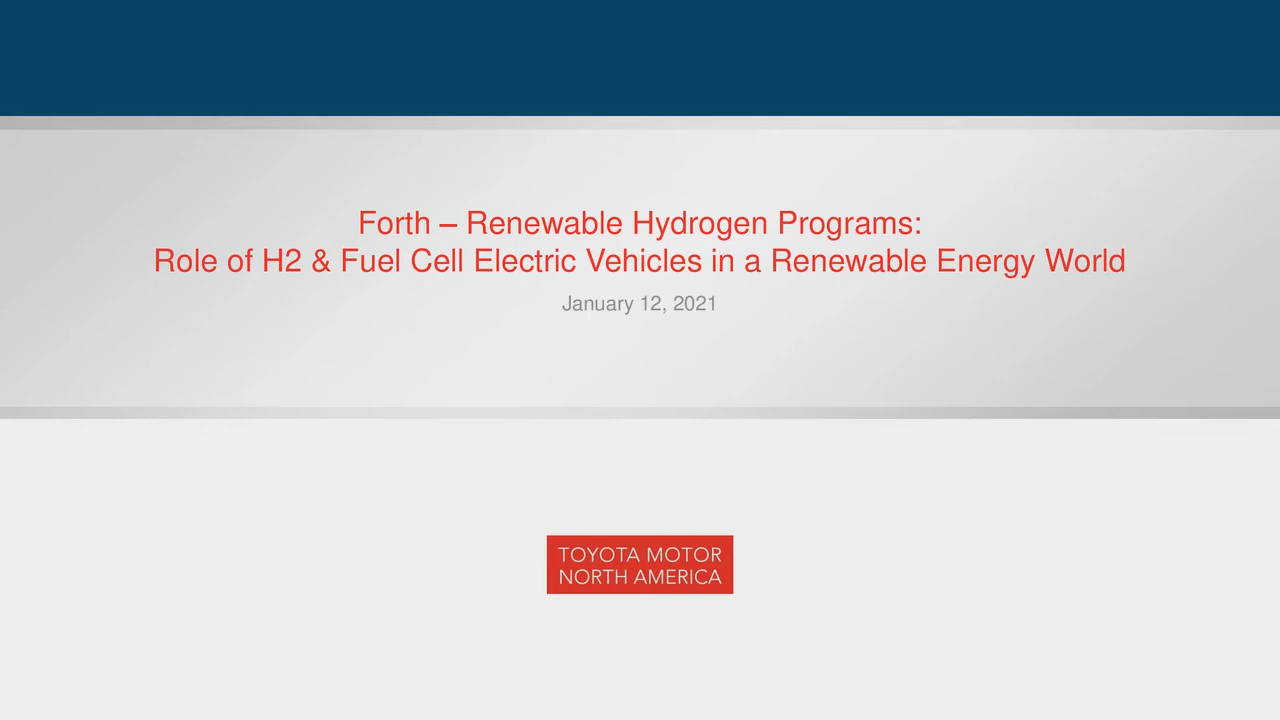 Forth – Renewable Hydrogen Programs:
Role of H2 & Fuel Cell Electric Vehicles in a Renewable Energy World
January 12, 2021
TOYOTA MOTOR
NORTH AMERICA